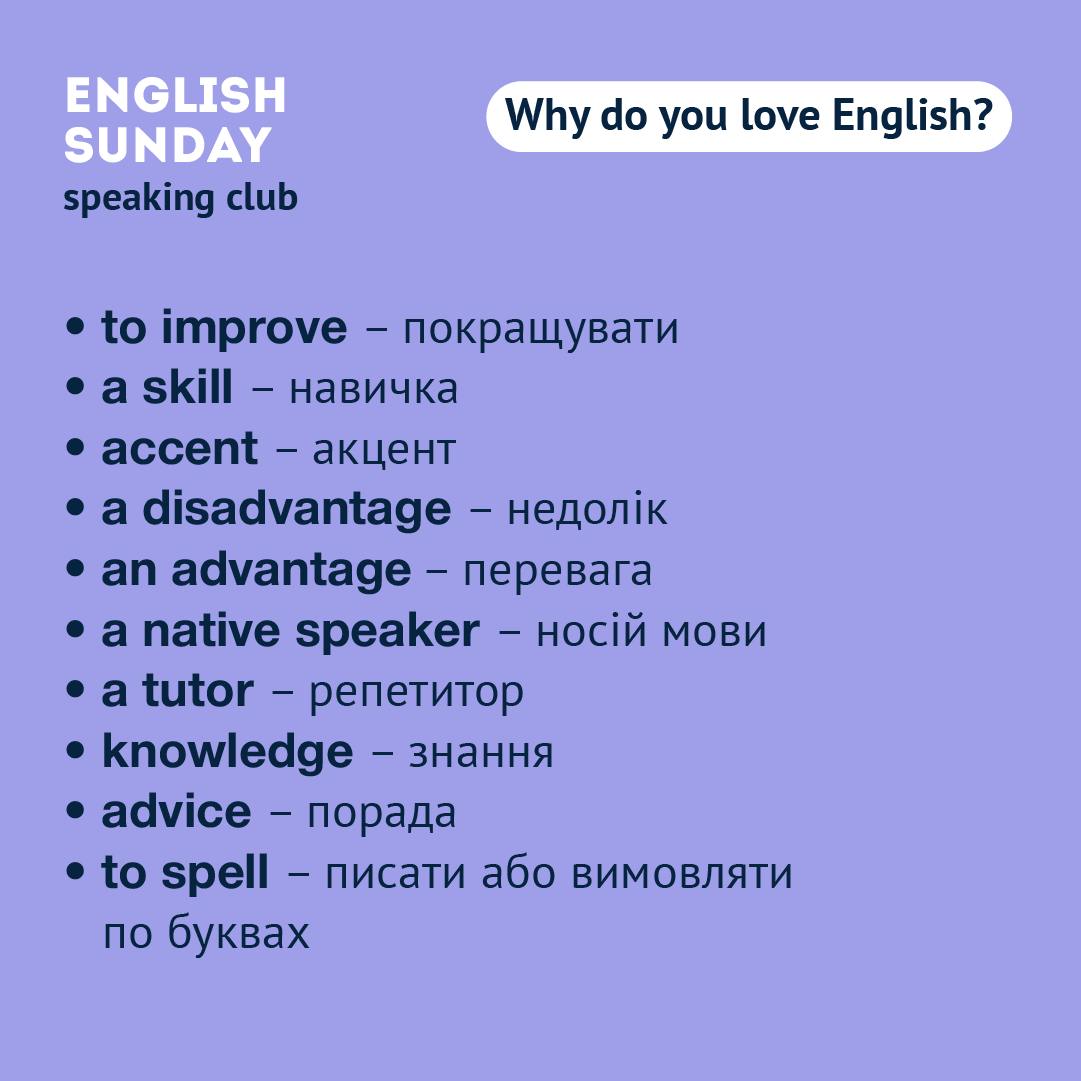 ENGLISH
SUNDAY
speaking club
Why do you love English?
• to improve – покращувати
• a skill – навичка
• accent – акцент
• a disadvantage – недолік
• an advantage – перевага
• a native speaker – носій мови
• a tutor – репетитор
• knowledge – знання
• advice – порада
• to spell – писати або вимовляти
по буквах